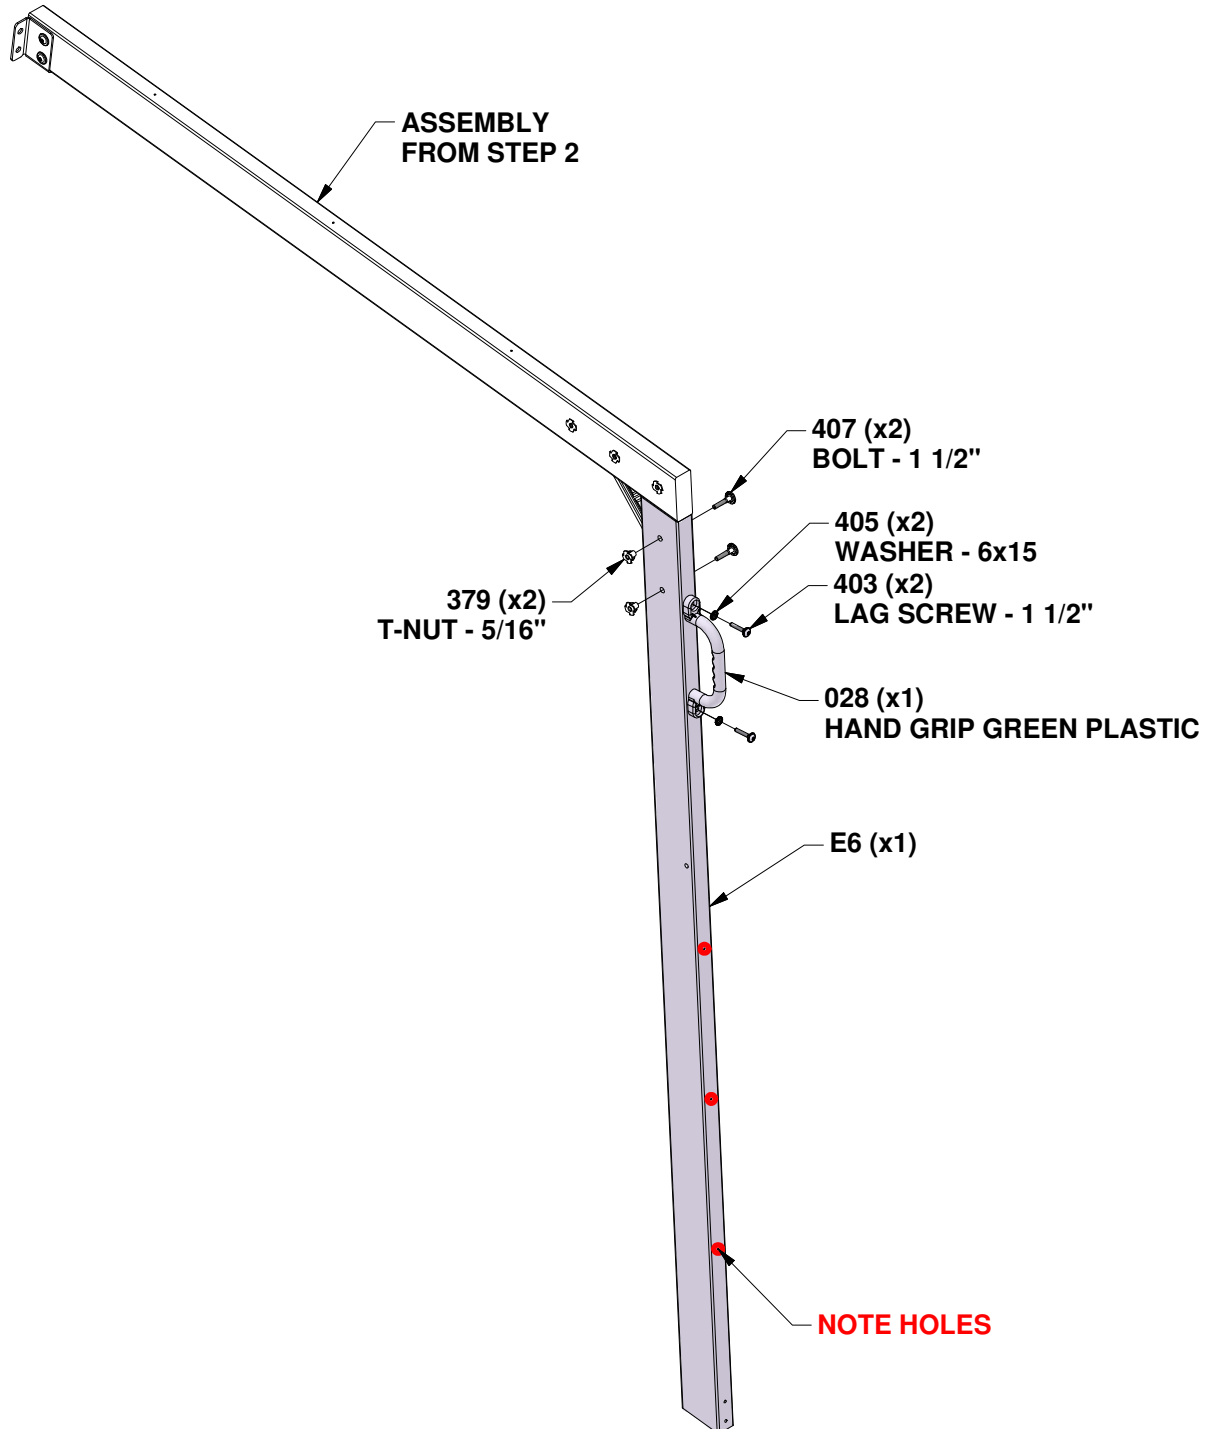 ASSEMBLY
FROM STEP 2
407 (x2)
BOLT - 1 1/2"
405 (x2)
WASHER - 6x15
403 (x2)
LAG SCREW - 1 1/2"
379 (x2)
T-NUT - 5/16"
028 (x1)
HAND GRIP GREEN PLASTIC
E6 (x1)
NOTE HOLES